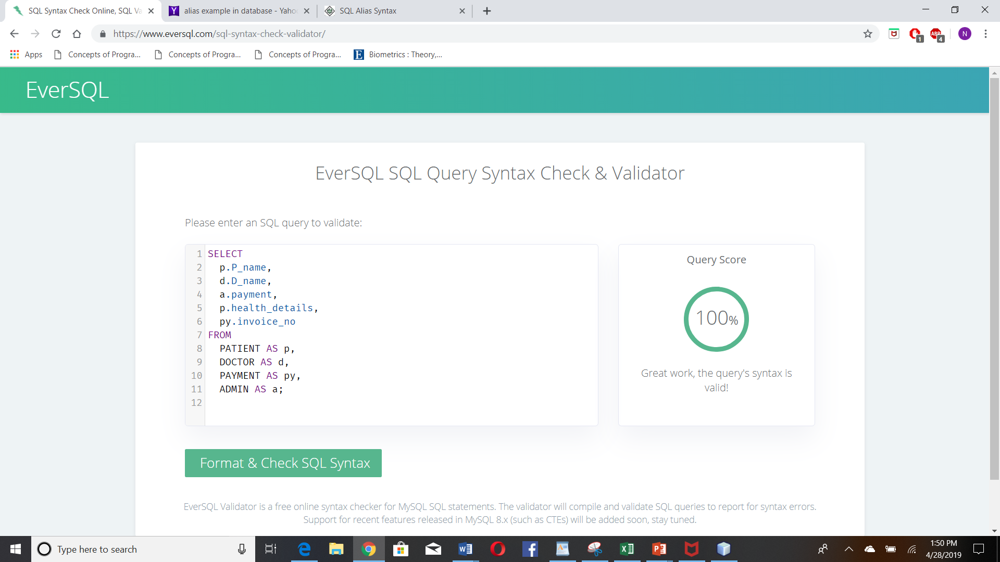 SQL Syntax Check Online, SQL Va
alias example in database - Yaho
SQL Alias Syntax
https://www.eversql.com/sql-syntax-check-validator/
1
ABP
4
N
Apps
Concepts of Progra...
Concepts of Progra...
Concepts of Progra...
E
Biometrics : Theory,...
EverSQL
EverSQL SQL Query Syntax Check & Validator
Please enter an SQL query to validate:
1 SELECT
2 p.P_name,
3 d.D_name,
4 a.payment,
5 p.health_details,
6 py.invoice_no
7 FROM
8 PATIENT AS p,
9 DOCTOR AS d,
10 PAYMENT AS py,
11 ADMIN AS a;
12
Query Score
100%
Great work, the query's syntax is
valid!
Format & Check SQL Syntax
EverSQL Validator is a free online syntax checker for MySQL SQL statements. The validator will compile and validate SQL queries to report for syntax errors.
Support for recent features released in MySQL 8.x (such as CTEs) will be added soon, stay tuned.
Type here to search
1:50 PM
4/28/2019